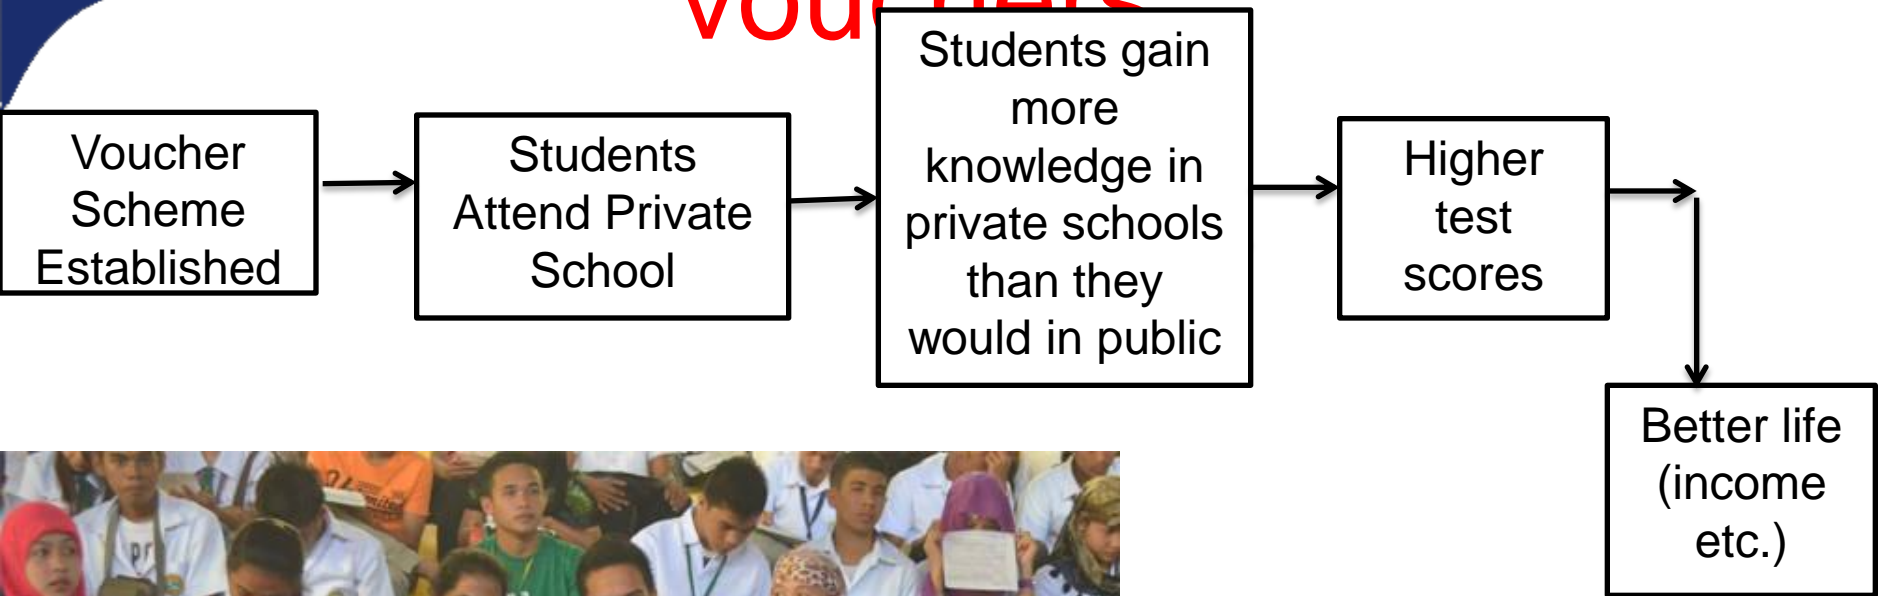 vouchers
Voucher
Scheme
Established
Students
Attend Private
School
Students gain
more
knowledge in
private schools
than they
would in public
Higher
test
scores
Better life
(income
etc.)